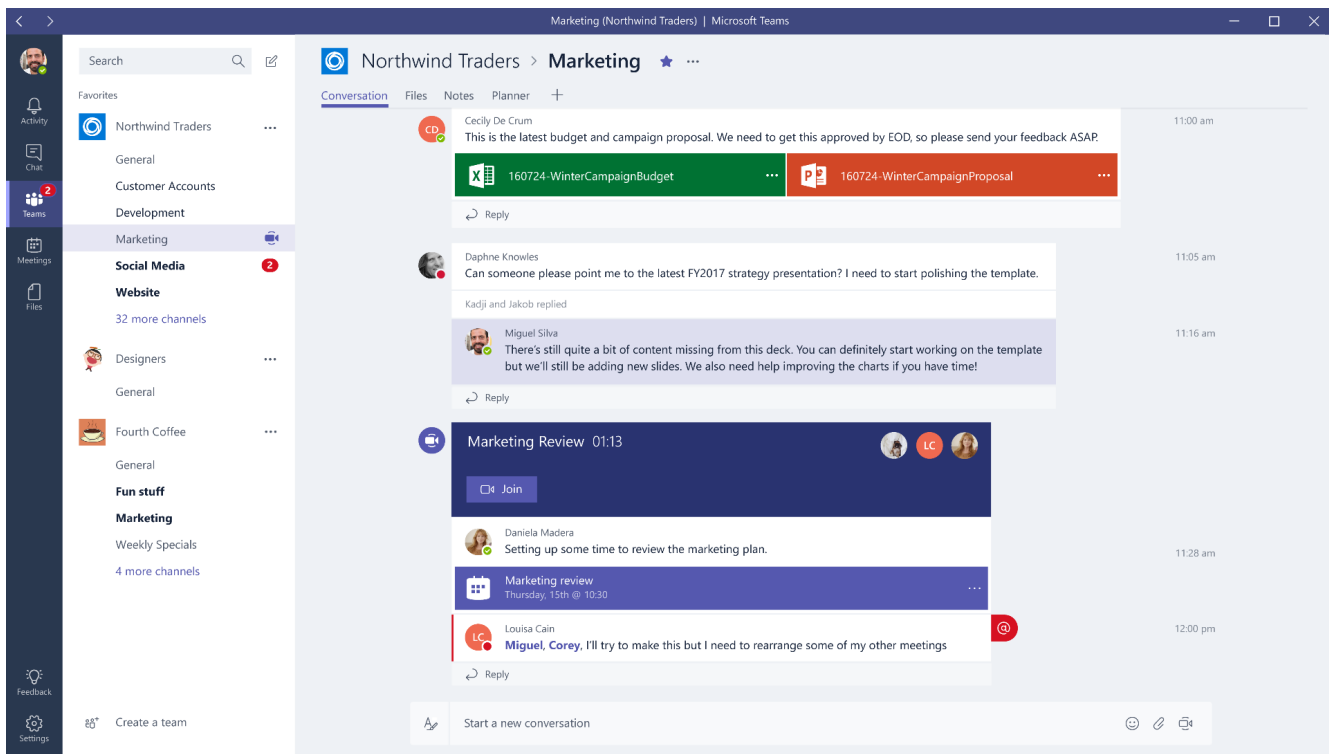 Marketing (Northwind Traders) | Microsoft Teams
Activity
Chat
2
Teams
Meetings
Files
Feedback
Settings
Search
Favorites
Northwind Traders
General
Customer Accounts
Development
Marketing
Social Media 2
Website
32 more channels
Designers
General
Fourth Coffee
General
Fun stuff
Marketing
Weekly Specials
4 more channels
Create a team
Northwind Traders > Marketing
Conversation Files Notes Planner
CD
Cecily De Crum
11:00 am
This is the latest budget and campaign proposal. We need to get this approved by EOD, so please send your feedback ASAP.
160724-WinterCampaignBudget
160724-WinterCampaignProposal
Reply
Daphne Knowles
11:05 am
Can someone please point me to the latest FY2017 strategy presentation? I need to start polishing the template.
Kadji and Jakob replied
Miguel Silva
11:16 am
There's still quite a bit of content missing from this deck. You can definitely start working on the template
but we'll still be adding new slides. We also need help improving the charts if you have time!
Reply
Marketing Review 01:13
LC
Join
Daniela Madera
Setting up some time to review the marketing plan.
11:28 am
Marketing review
Thursday, 15th @ 10:30
LC
Louisa Cain
@
12:00 pm
Miguel, Corey, I'll try to make this but I need to rearrange some of my other meetings
Reply
Start a new conversation